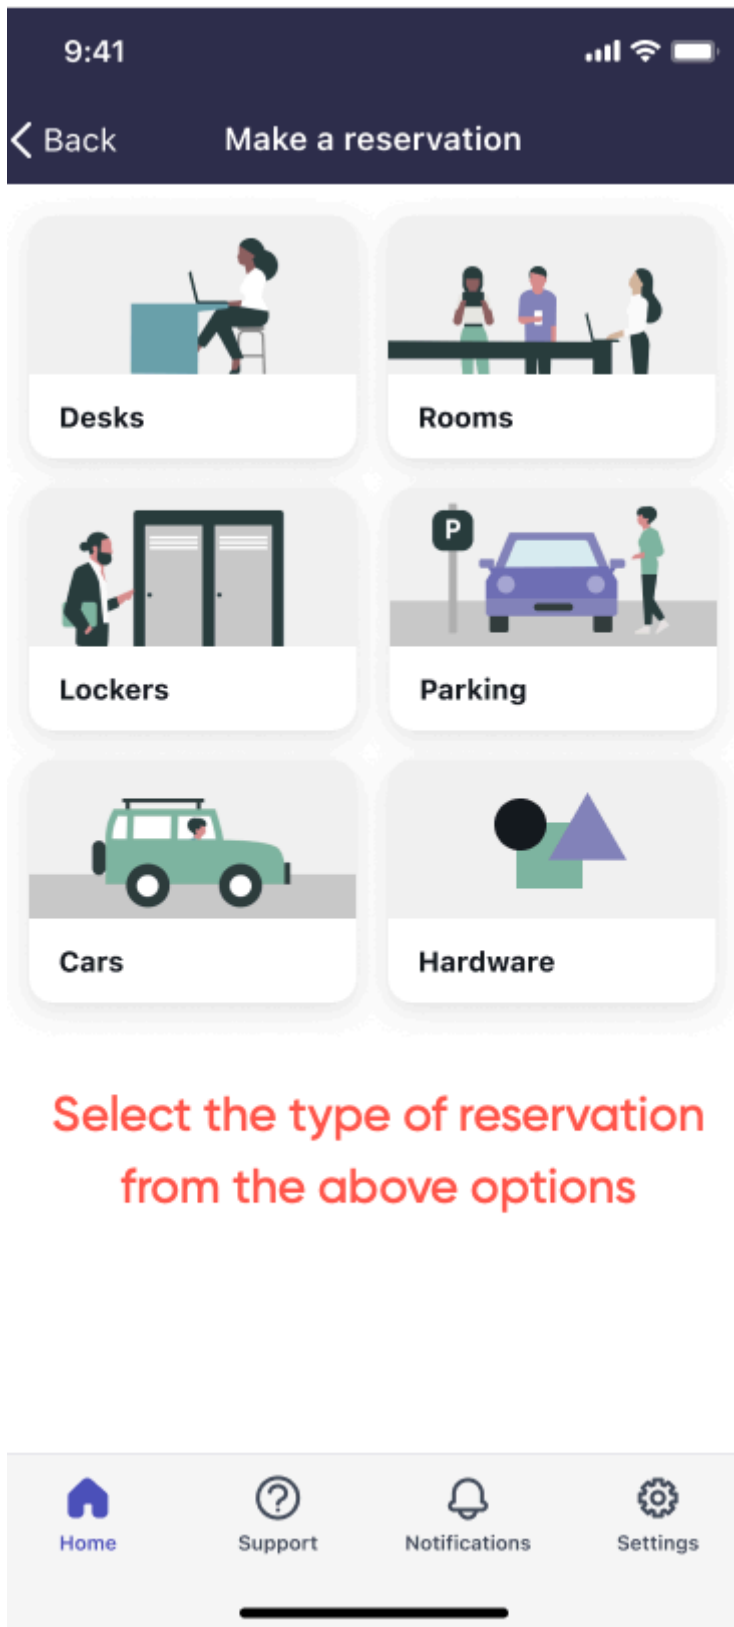 9:41
Back
Make a reservation
Desks
Rooms
P
Lockers
Parking
Cars
Hardware
Select the type of reservation
from the above options
Home
Support
Notifications
Settings